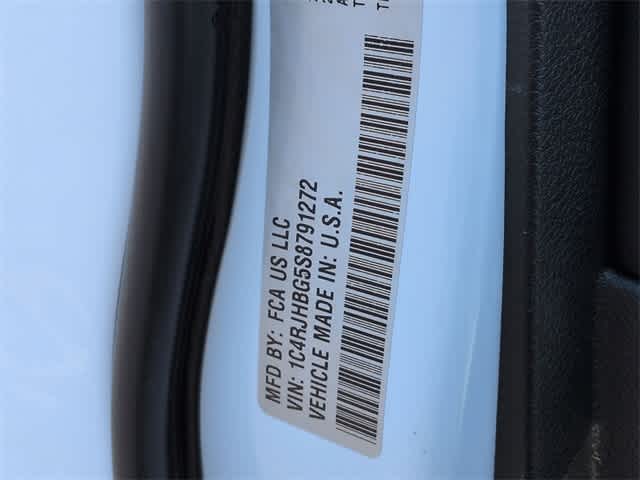 MFD BY: FCA US LLC
VIN: 1C4RJHBG5S8791272
VEHICLE MADE IN: U.S.A.